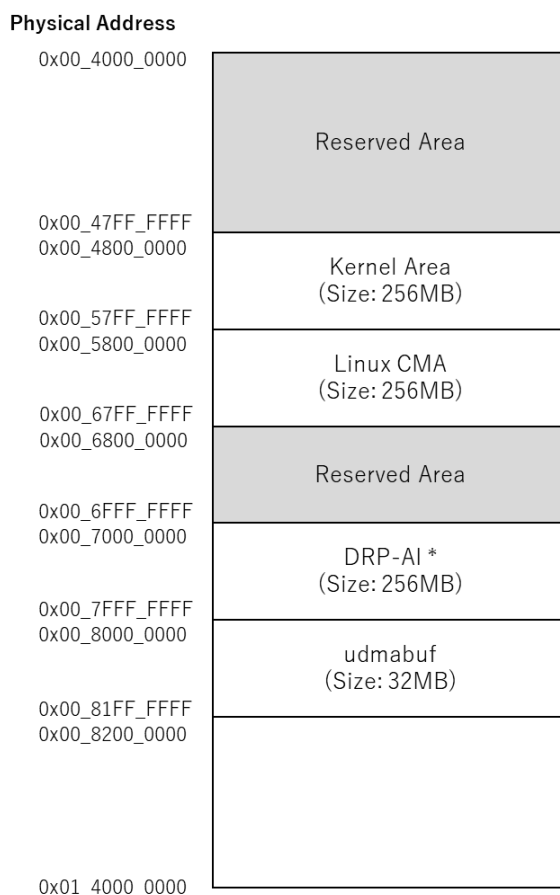 Physical Address
0x00_4000_0000
Reserved Area
0x00_47FF_FFFF
0x00_4800_0000
Kernel Area
(Size: 256MB)
0x00_57FF_FFFF
0x00_5800_0000
Linux CMA
(Size: 256MB)
0x00_67FF_FFFF
0x00_6800_0000
Reserved Area
0x00_6FFF_FFFF
0x00_7000_0000
DRP-AI *
(Size: 256MB)
0x00_7FFF_FFFF
0x00_8000_0000
udmabuf
(Size: 32MB)
0x00_81FF_FFFF
0x00_8200_0000
0x01_4000_0000